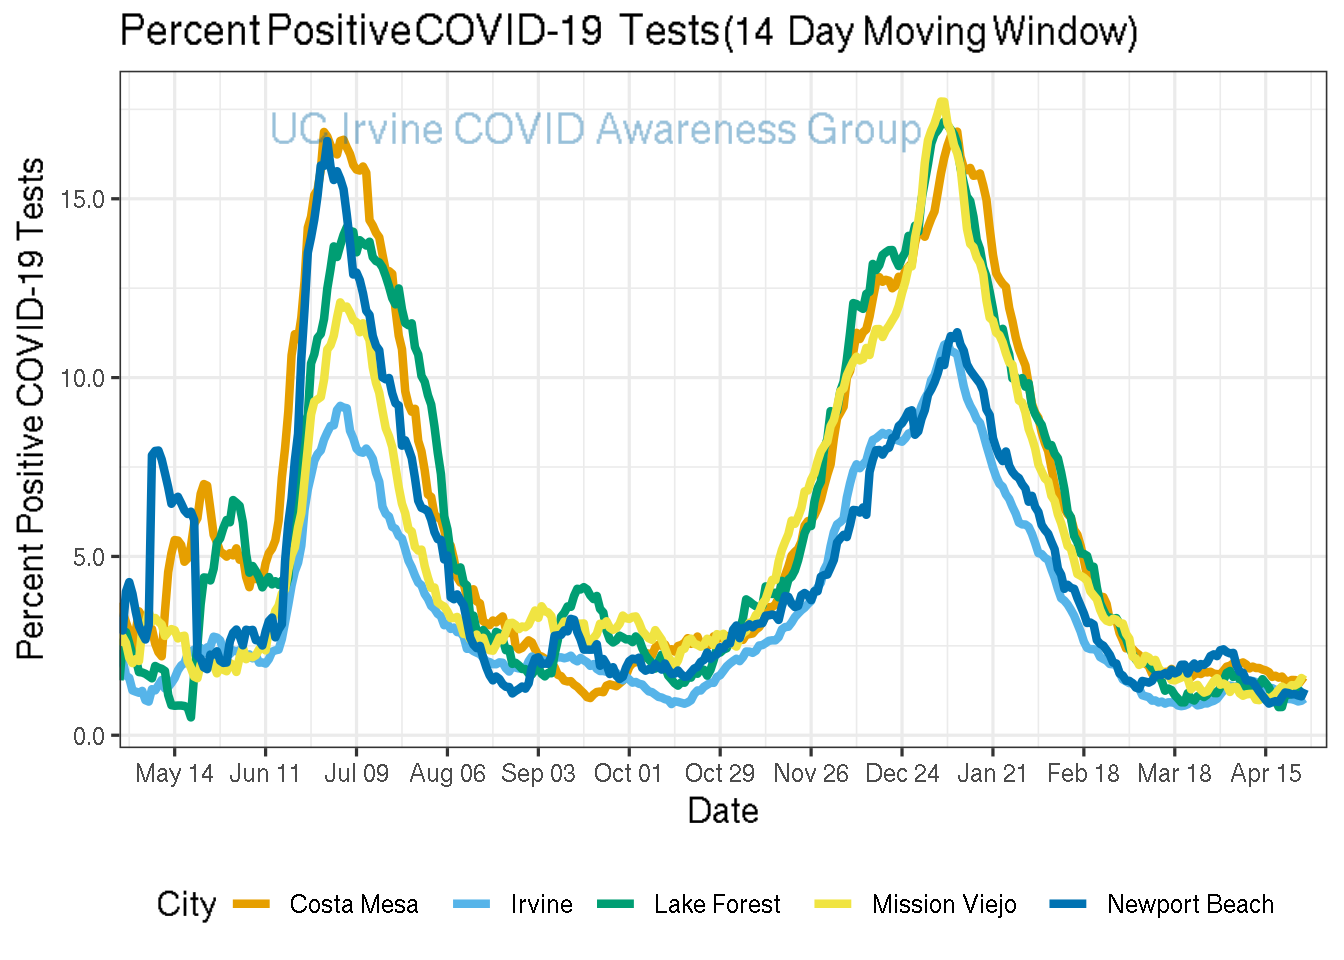 Percent Positive COVID-19 Tests(14 Day Moving Window)
UC Irvine COVID Awareness Group
Percent Positive COVID-19 Tests
15.0
10.0
5.0
0.0
May 14 Jun 11 Jul 09 Aug 06 Sep 03 Oct 01 Oct 29 Nov 26 Dec 24 Jan 21 Feb 18 Mar 18 Apr 15
Date
City Costa Mesa Irvine Lake Forest Mission Viejo Newport Beach